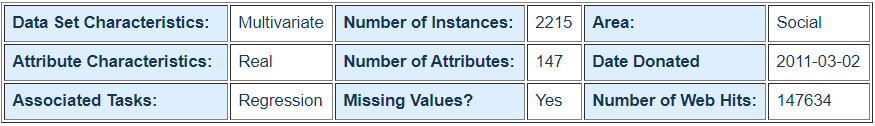 Data Set Characteristics: Multivariate Number of Instances: 2215 Area: Social
Attribute Characteristics: Real Number of Attributes: 147 Date Donated 2011-03-02
Associated Tasks: Regression Missing Values? Yes Number of Web Hits: 147634